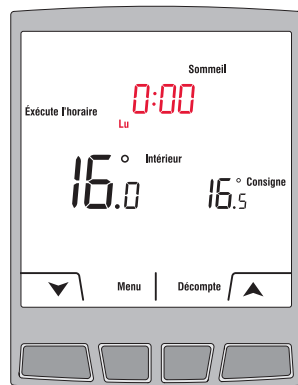 Sommeil
0:00
Exécute l'horaire
Lu
16.0° Intérieur
16.5° Consigne
Menu
Décompte